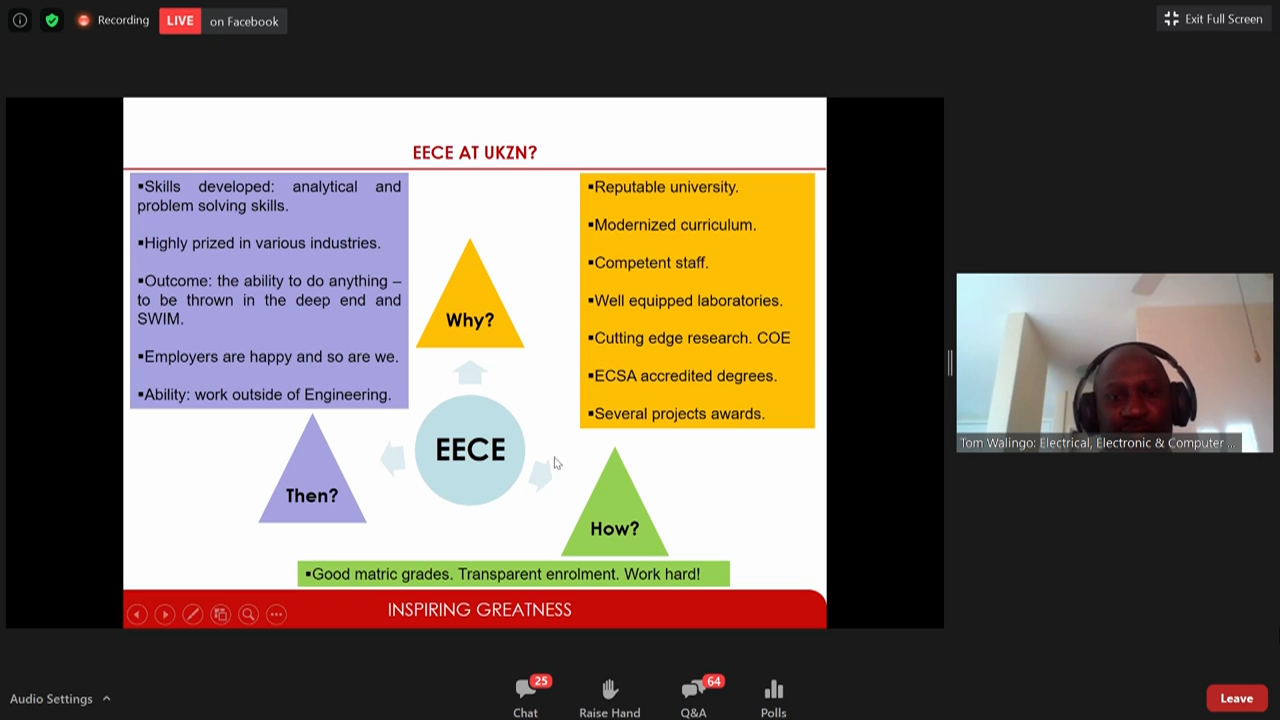 Recording
LIVE
on Facebook
Exit Full Screen
EECE AT UKZN?
▪Skills developed: analytical and
problem solving skills.
▪Highly prized in various industries.
▪Outcome: the ability to do anything –
to be thrown in the deep end and
SWIM.
▪Employers are happy and so are we.
▪Ability: work outside of Engineering.
Why?
▪Reputable university.
▪Modernized curriculum.
▪Competent staff.
▪Well equipped laboratories.
▪Cutting edge research. COE
▪ECSA accredited degrees.
▪Several projects awards.
EECE
Then?
How?
▪Good matric grades. Transparent enrolment. Work hard!
INSPIRING GREATNESS
Tom Walingo: Electrical, Electronic & Computer ...
Audio Settings
25
Chat
Raise Hand
64
Q&A
Polls
Leave